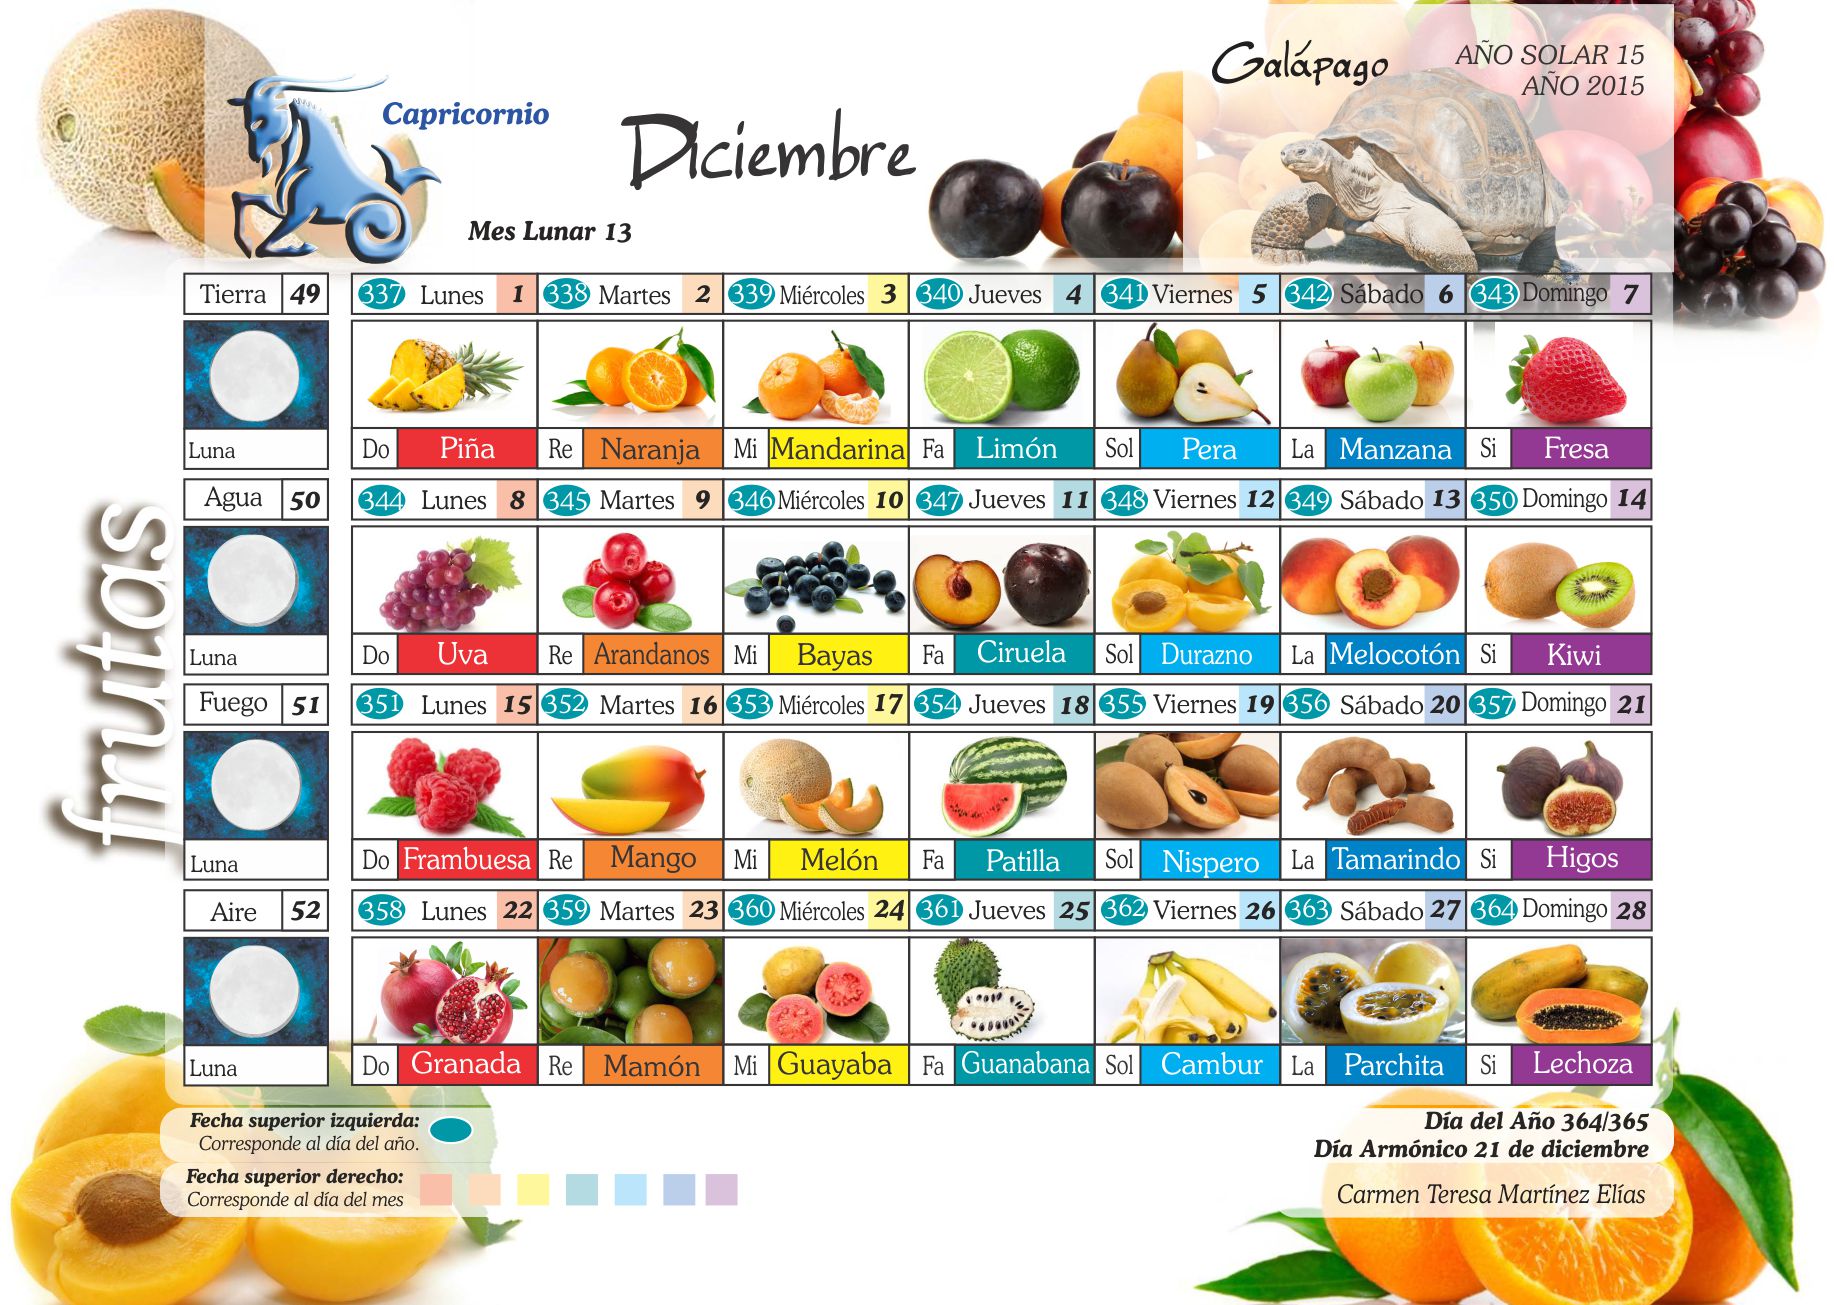 Capricornio
Diciembre
Mes Lunar 13
Galápago
AÑO SOLAR 15
AÑO 2015
frutas
Tierra 49 337 Lunes 1 338 Martes 2 339 Miércoles 3 340 Jueves 4 341 Viernes 5 342 Sábado 6 343 Domingo 7
Luna Do Piña Re Naranja Mi Mandarina Fa Limón Sol Pera La Manzana Si Fresa
Agua 50 344 Lunes 8 345 Martes 9 346 Miércoles 10 347 Jueves 11 348 Viernes 12 349 Sábado 13 350 Domingo 14
Luna Do Uva Re Arandanos Mi Bayas Fa Ciruela Sol Durazno La Melocotón Si Kiwi
Fuego 51 351 Lunes 15 352 Martes 16 353 Miércoles 17 354 Jueves 18 355 Viernes 19 356 Sábado 20 357 Domingo 21
Luna Do Frambuesa Re Mango Mi Melón Fa Patilla Sol Nispero La Tamarindo Si Higos
Aire 52 358 Lunes 22 359 Martes 23 360 Miércoles 24 361 Jueves 25 362 Viernes 26 363 Sábado 27 364 Domingo 28
Luna Do Granada Re Mamón Mi Guayaba Fa Guanabana Sol Cambur La Parchita Si Lechoza
Fecha superior izquierda:
Corresponde al día del año.
Fecha superior derecho:
Corresponde al día del mes
Día del Año 364/365
Día Armónico 21 de diciembre
Carmen Teresa Martínez Elías